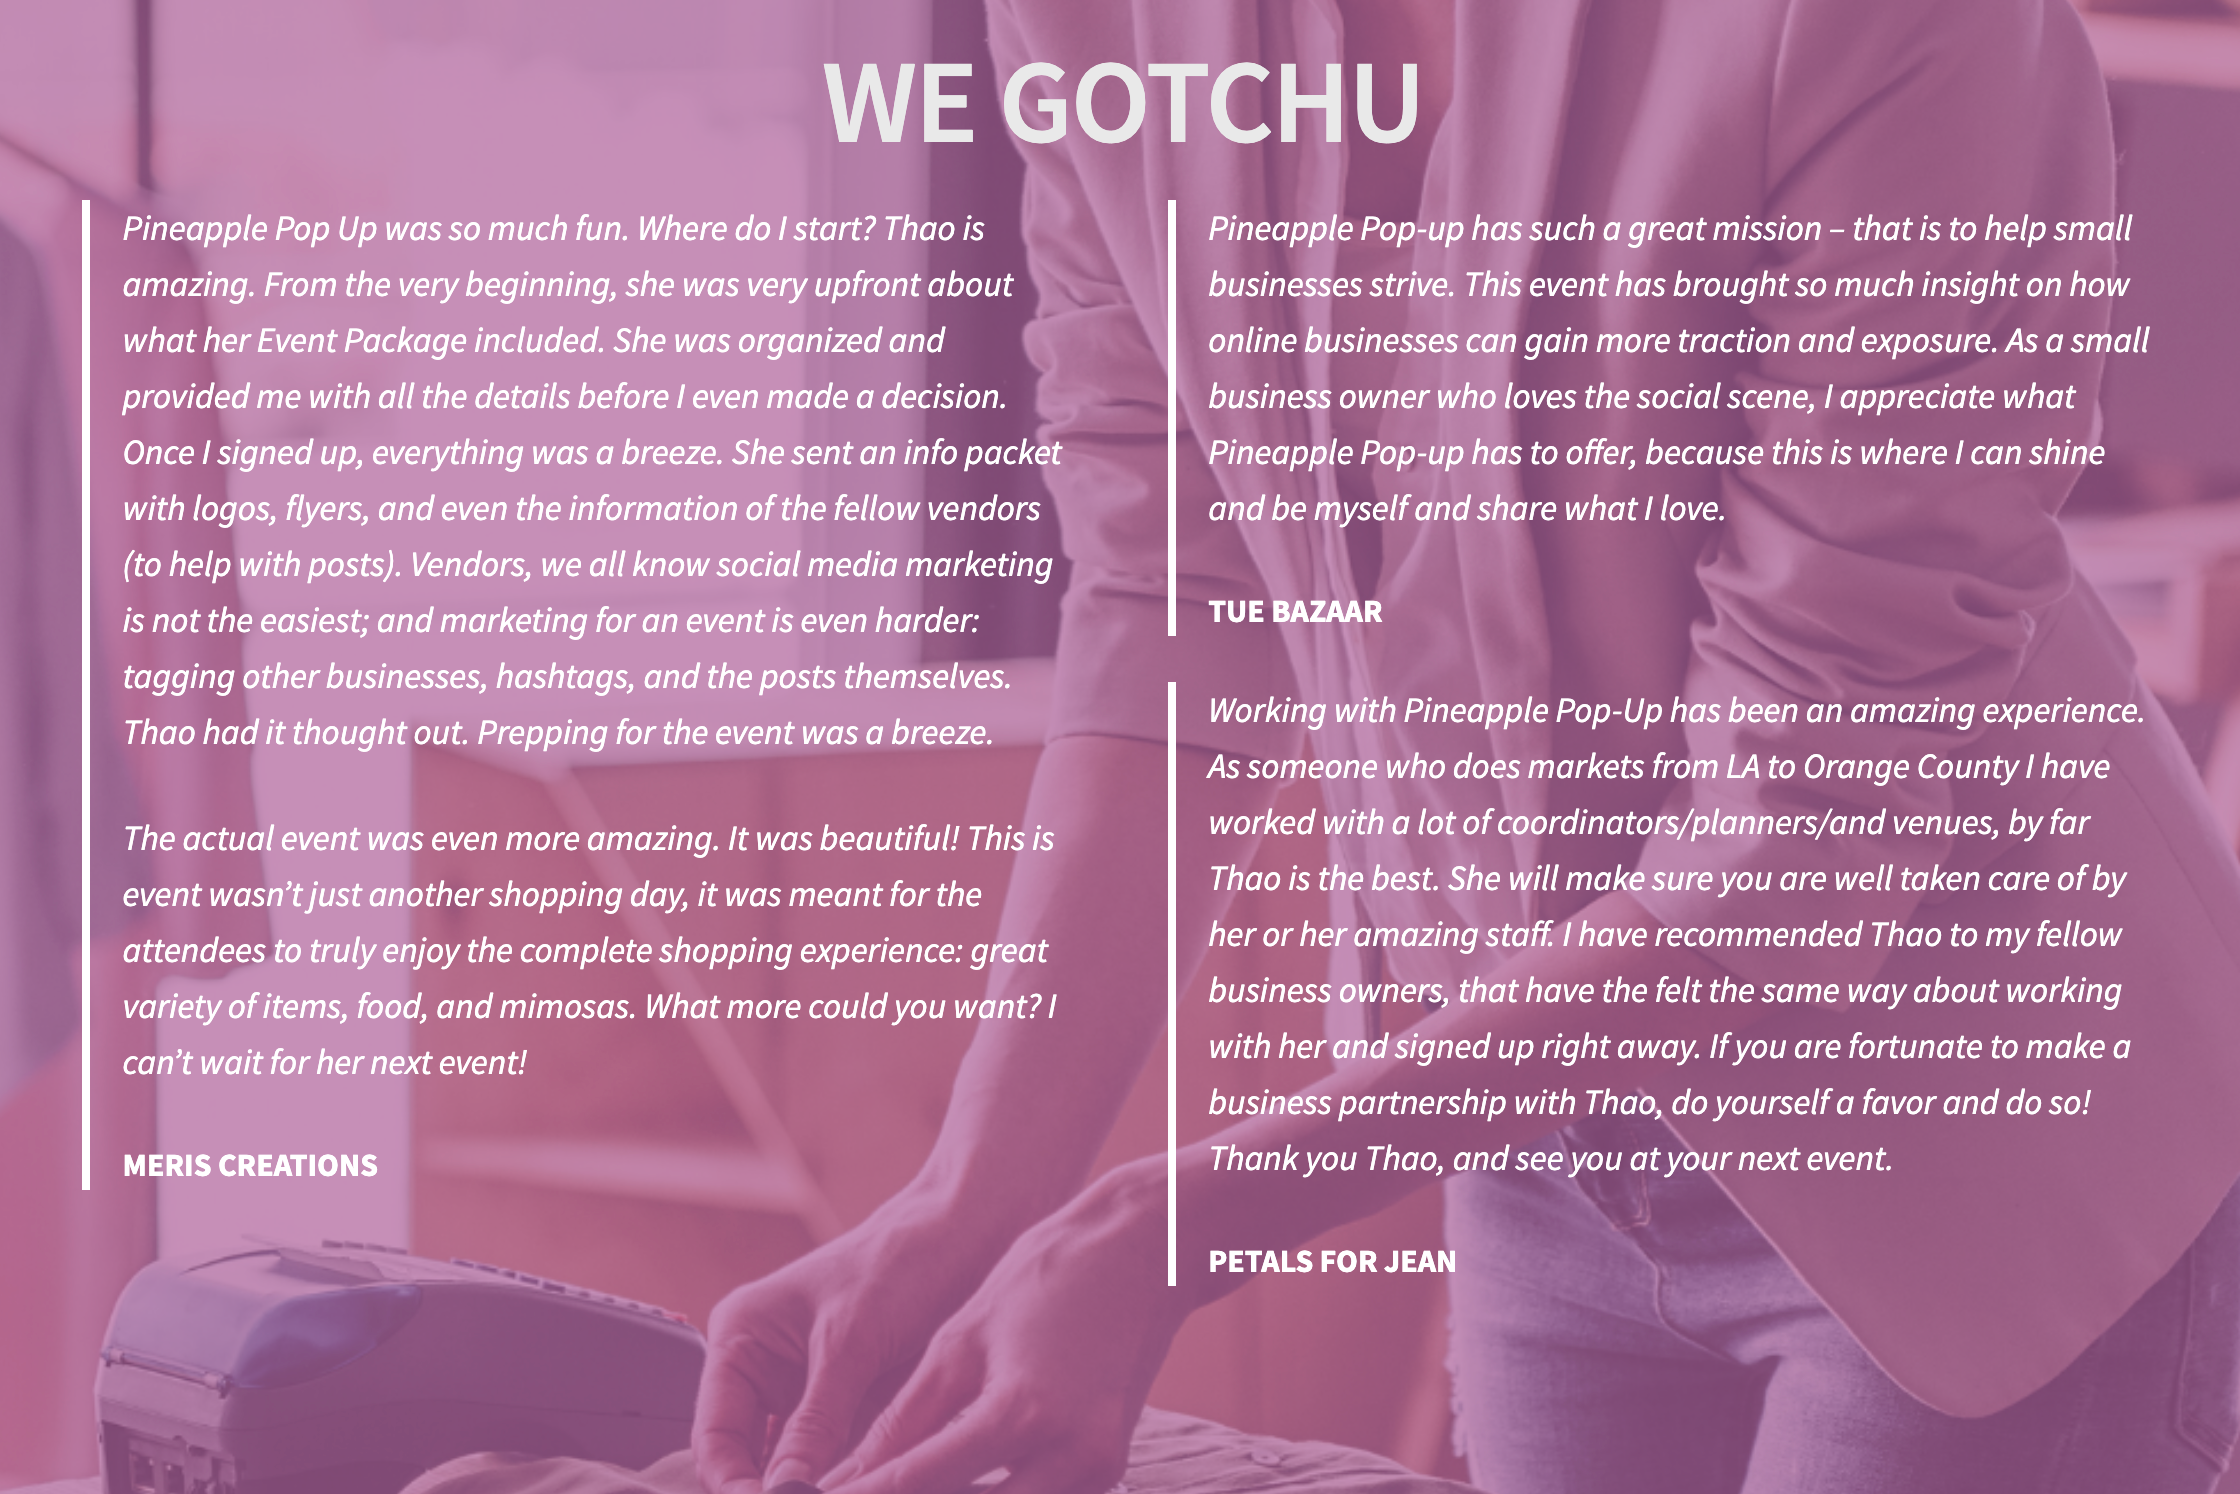 WE GOTCHU
Pineapple Pop Up was so much fun. Where do I start? Thao is
amazing. From the very beginning, she was very upfront about
what her Event Package included. She was organized and
provided me with all the details before I even made a decision.
Once I signed up, everything was a breeze. She sent an info packet
with logos, flyers, and even the information of the fellow vendors
(to help with posts). Vendors, we all know social media marketing
is not the easiest; and marketing for an event is even harder:
tagging other businesses, hashtags, and the posts themselves.
Thao had it thought out. Prepping for the event was a breeze.
The actual event was even more amazing. It was beautiful! This is
event wasn’t just another shopping day, it was meant for the
attendees to truly enjoy the complete shopping experience: great
variety of items, food, and mimosas. What more could you want? I
can’t wait for her next event!
MERIS CREATIONS
Pineapple Pop-up has such a great mission – that is to help small
businesses strive. This event has brought so much insight on how
online businesses can gain more traction and exposure. As a small
business owner who loves the social scene, I appreciate what
Pineapple Pop-up has to offer, because this is where I can shine
and be myself and share what I love.
TUE BAZAAR
Working with Pineapple Pop-Up has been an amazing experience.
As someone who does markets from LA to Orange County I have
worked with a lot of coordinators/planners/and venues, by far
Thao is the best. She will make sure you are well taken care of by
her or her amazing staff. I have recommended Thao to my fellow
business owners, that have the felt the same way about working
with her and signed up right away. If you are fortunate to make a
business partnership with Thao, do yourself a favor and do so!
Thank you Thao, and see you at your next event.
PETALS FOR JEAN